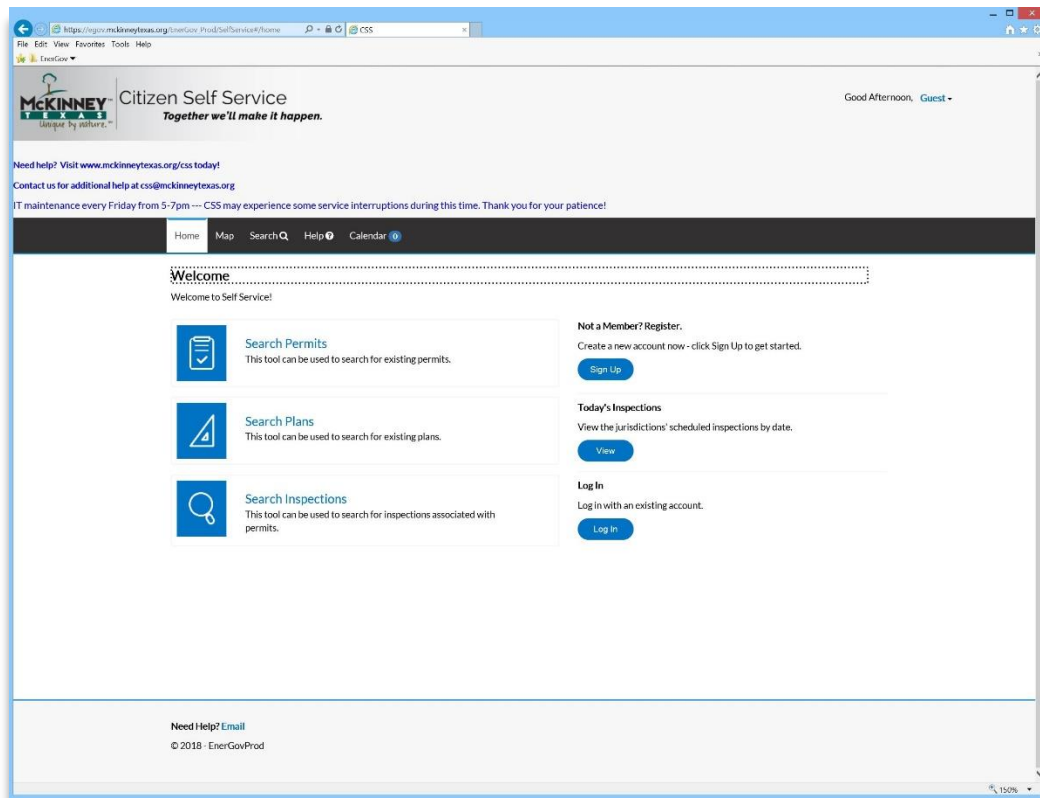 https://egov.mckinneytexas.org/EnerGov_Prod/SelfService#/home
CSS
File Edit View Favorites Tools Help
EnerGov
McKINNEY
TEXAS
Unique by nature.™
Citizen Self Service
Together we'll make it happen.
Good Afternoon, Guest
Need help? Visit www.mckinneytexas.org/css today!
Contact us for additional help at css@mckinneytexas.org
IT maintenance every Friday from 5-7pm --- CSS may experience some service interruptions during this time. Thank you for your patience!
Home Map Search Help Calendar 0
Welcome
Welcome to Self Service!
Search Permits
This tool can be used to search for existing permits.
Search Plans
This tool can be used to search for existing plans.
Search Inspections
This tool can be used to search for inspections associated with
permits.
Not a Member? Register.
Create a new account now - click Sign Up to get started.
Sign Up
Today's Inspections
View the jurisdictions' scheduled inspections by date.
View
Log In
Log in with an existing account.
Log In
Need Help? Email
© 2018 - EnerGovProd
150%